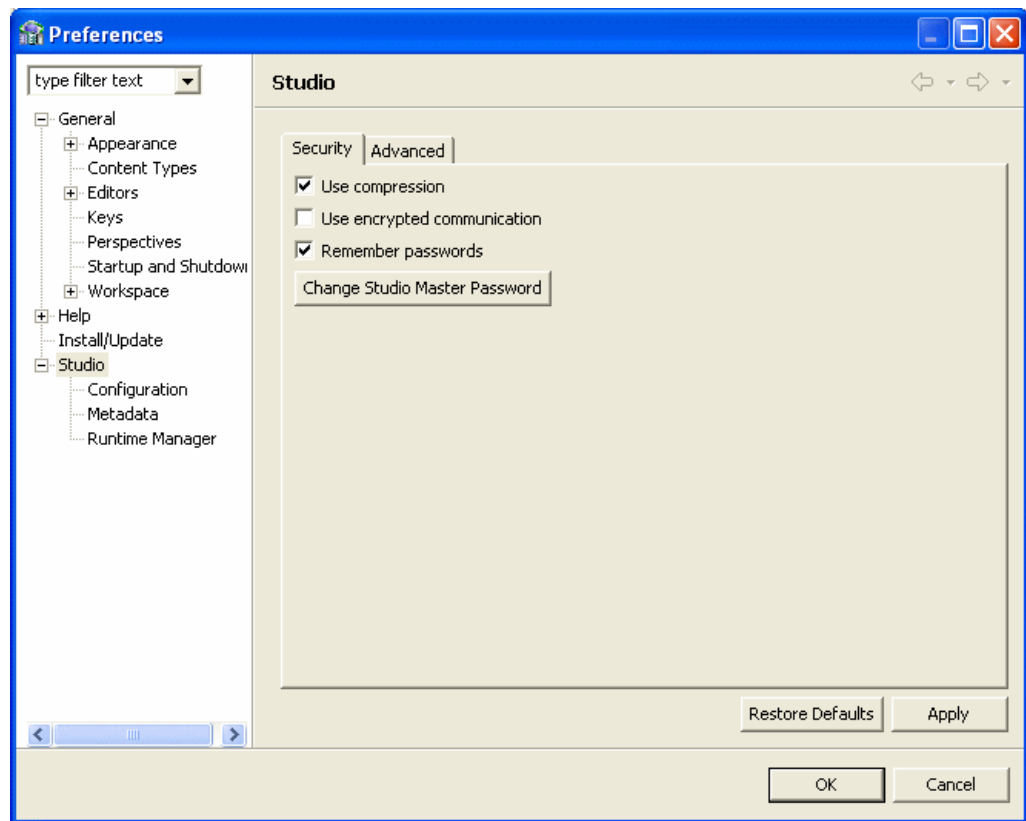 Preferences
type filter text
General
Appearance
Content Types
Editors
Keys
Perspectives
Startup and Shutdow
Workspace
Help
Install/Update
Studio
Configuration
Metadata
Runtime Manager
Studio
Security
Advanced
Use compression
Use encrypted communication
Remember passwords
Change Studio Master Password
Restore Defaults
Apply
OK
Cancel